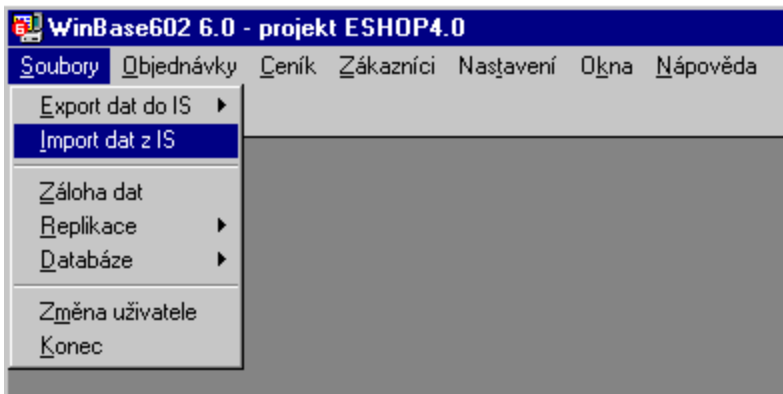 WinBase602 6.0 - projekt ESHOP4.0
Soubory Objednávky Ceník Zákazníci Nastavení Okna Nápověda
Export dat do IS
Import dat z IS
Záloha dat
Replikace
Databáze
Změna uživatele
Konec